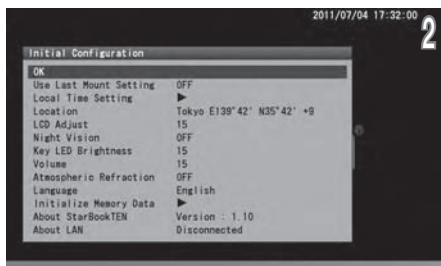 2011/07/04 17:32:00
2
Initial Configuration
OK
Use Last Mount Setting OFF
Local Time Setting ▶
Location Tokyo E139°42' N35°42' +9
LCD Adjust 15
Night Vision OFF
Key LED Brightness 15
Volume 15
Atmospheric Refraction OFF
Language English
Initialize Memory Data ▶
About StarBookTEN Version : 1.10
About LAN Disconnected